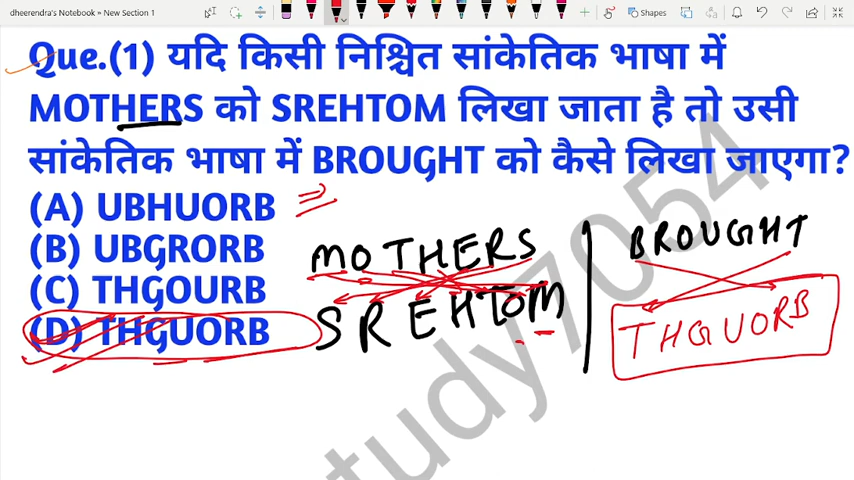 dheerendra's Notebook » New Section 1
Shapes
Que.(1) यदि किसी निश्चित सांकेतिक भाषा में
MOTHERS को SREHTOM लिखा जाता है तो उसी
सांकेतिक भाषा में BROUGHT को कैसे लिखा जाएगा?
(A) UBHUORB
(B) UBGRORB
(C) THGOURB
(D) THGUORB
MOTHERS
SREHTOM
BROUGHT
THGUORB
study7054